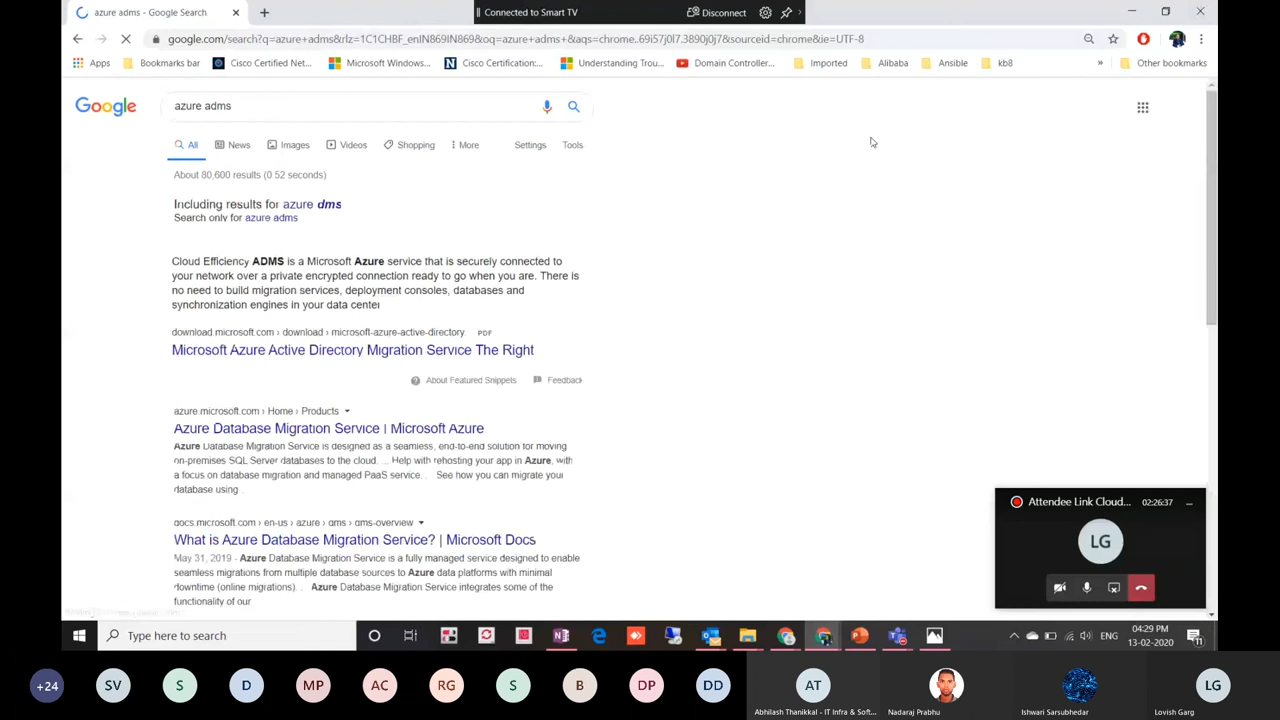 azure adms - Google Search
Connected to Smart TV
Disconnect
google.com/search?q=azure+adms&rlz=1C1CHBF_enIN869IN869&oq=azure+adms+&aqs=chrome..69i57j0l7.3890j0j7&sourceid=chrome&ie=UTF-8
Apps
Bookmarks bar
Cisco Certified Net...
Microsoft Windows...
Cisco Certification:...
Understanding Trou...
Domain Controller...
Imported
Alibaba
Ansible
kb8
Other bookmarks
Google
azure adms
All
News
Images
Videos
Shopping
More
Settings
Tools
About 80,600 results (0.52 seconds)
Including results for azure dms
Search only for azure adms
Cloud Efficiency ADMS is a Microsoft Azure service that is securely connected to
your network over a private encrypted connection ready to go when you are. There is
no need to build migration services, deployment consoles, databases and
synchronization engines in your data center
download.microsoft.com › download › microsoft-azure-active-directory
PDF
Microsoft Azure Active Directory Migration Service The Right
About Featured Snippets
Feedback
azure.microsoft.com › Home › Products
Azure Database Migration Service | Microsoft Azure
Azure Database Migration Service is designed as a seamless, end-to-end solution for moving
on-premises SQL Server databases to the cloud. ... Help with rehosting your app in Azure, with
a focus on database migration and managed PaaS service. . See how you can migrate your
database using .
docs.microsoft.com › en-us › azure › dms › dms-overview
What is Azure Database Migration Service? | Microsoft Docs
May 31, 2019 - Azure Database Migration Service is a fully managed service designed to enable
seamless migrations from multiple database sources to Azure data platforms with minimal
downtime (online migrations). . Azure Database Migration Service integrates some of the
functionality of our
Attendee Link Cloud...
02:26:37
LG
Type here to search
ENG
04:29 PM
13-02-2020
11
+24
SV
S
D
MP
AC
RG
S
B
DP
DD
AT
LG
Abhilash Thanikkal - IT Infra & Soft...
Nadaraj Prabhu
Ishwari Sarsubhedar
Lovish Garg